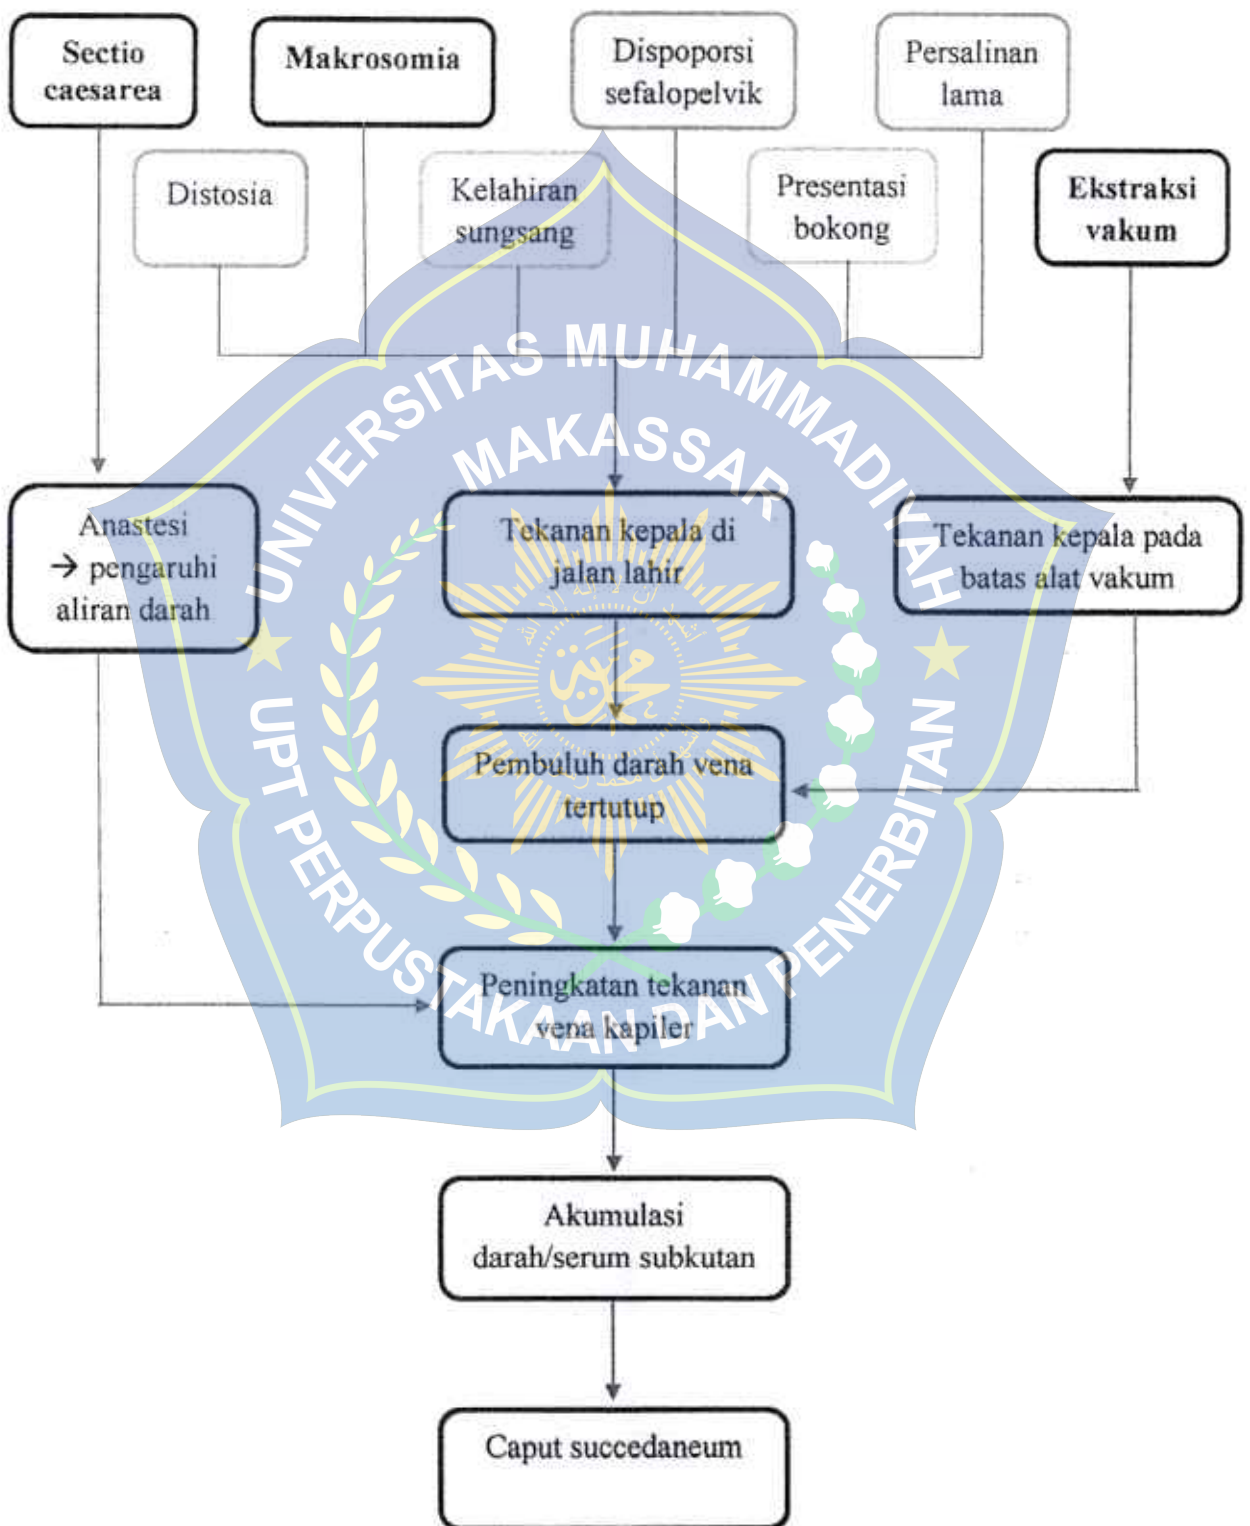 Sectio
caesarea
Makrosomia
Dispoporsi
sefalopelvik
Persalinan
lama
Distosia
Kelahiran
sungsang
Presentasi
bokong
Ekstraksi
vakum
UNIVERSITAS MUHAMMADIYAH
MAKASSAR
Anastesi
→ pengaruhi
aliran darah
Tekanan kepala di
jalan lahir
Tekanan kepala pada
batas alat vakum
محمدية
Pembuluh darah vena
tertutup
Peningkatan tekanan
vena kapiler
UPT PERPUSTAKAAN DAN PENERBITAN
Akumulasi
darah/serum subkutan
Caput succedaneum